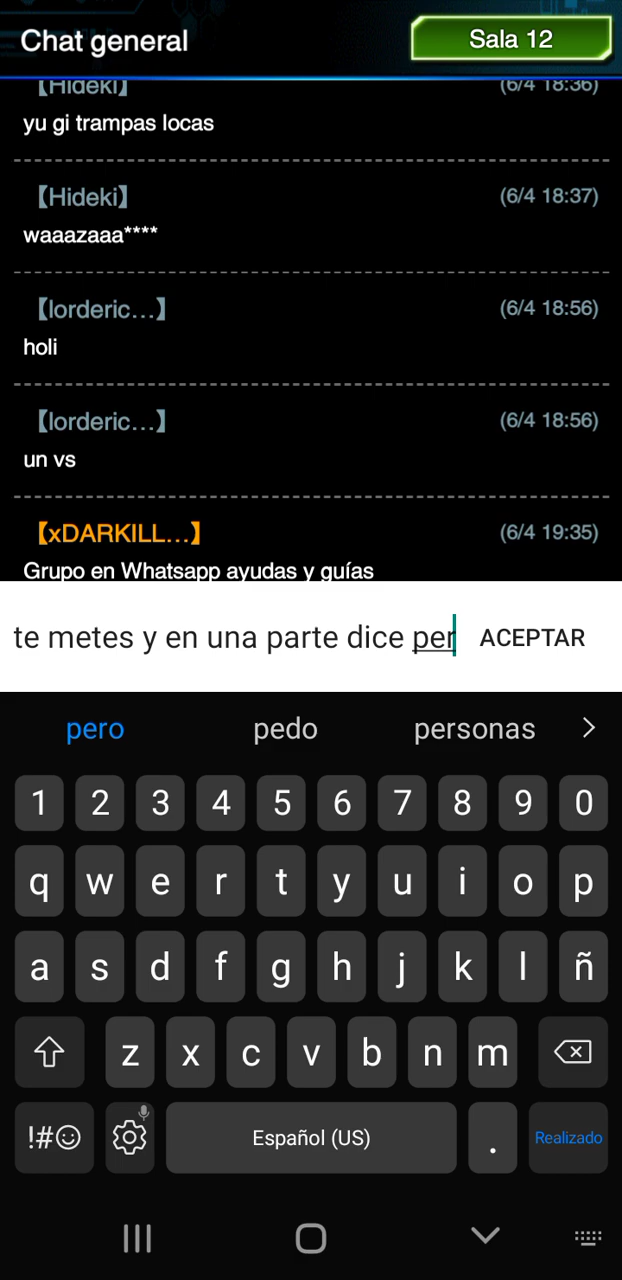 Chat general
Sala 12
【Hideki】
(6/4 18:36)
yu gi trampas locas
【Hideki】
(6/4 18:37)
waaazaaa****
【lorderic...】
(6/4 18:56)
holi
【lorderic...】
(6/4 18:56)
un vs
【xDARKILL...】
(6/4 19:35)
Grupo en Whatsapp ayudas y guías
te metes y en una parte dice per
ACEPTAR
pero pedo personas
1 2 3 4 5 6 7 8 9 0
q w e r t y u i o p
a s d f g h j k l ñ
z x c v b n m
!#☺ Español (US) . Realizado